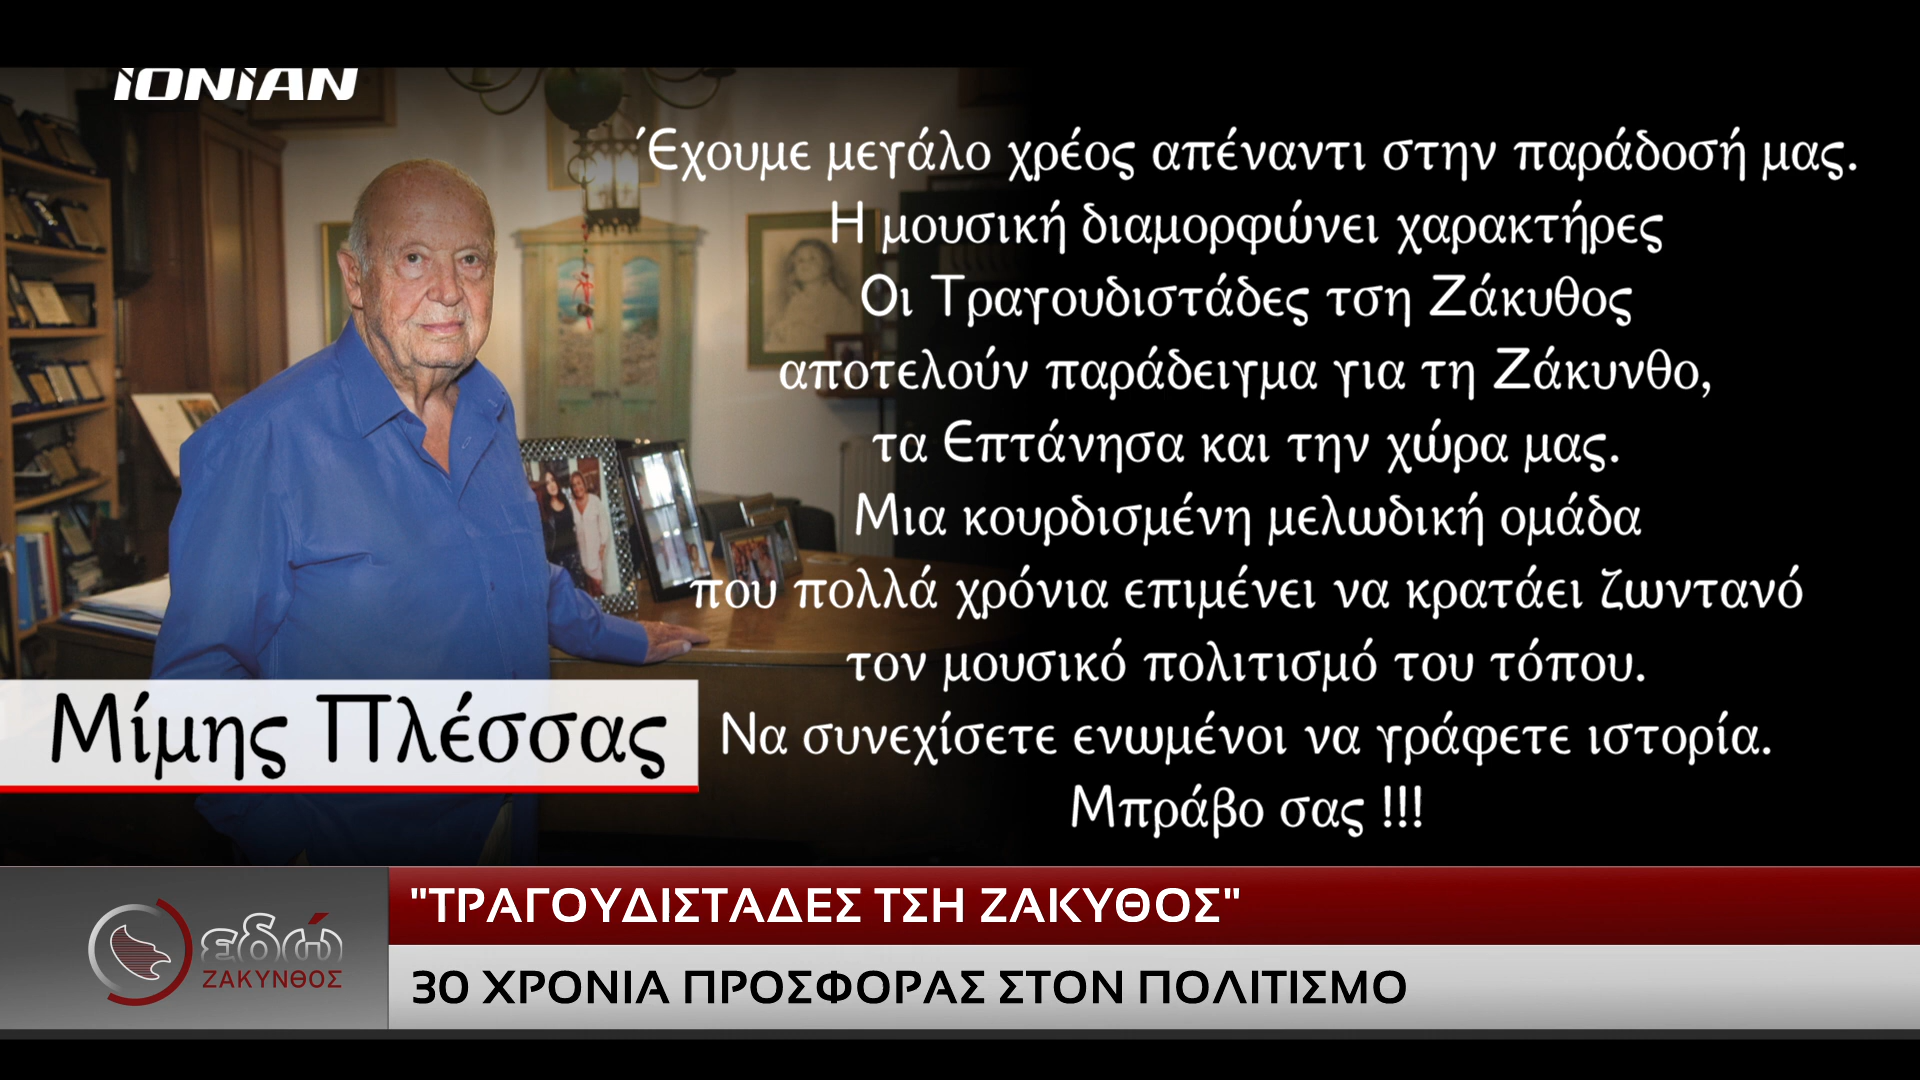 IONIAN
Έχουμε μεγάλο χρέος απέναντι στην παράδοσή μας.
Η μουσική διαμορφώνει χαρακτήρες
Οι Τραγουδιστάδες τση Ζάκυθος
αποτελούν παράδειγμα για τη Ζάκυνθο,
τα Επτάνησα και την χώρα μας.
Μια κουρδισμένη μελωδική ομάδα
που πολλά χρόνια επιμένει να κρατάει ζωντανό
τον μουσικό πολιτισμό του τόπου.
Να συνεχίσετε ενωμένοι να γράφετε ιστορία.
Μπράβο σας !!!
Μίμης Πλέσσας
"ΤΡΑΓΟΥΔΙΣΤΑΔΕΣ ΤΣΗ ΖΑΚΥΘΟΣ"
30 ΧΡΟΝΙΑ ΠΡΟΣΦΟΡΑΣ ΣΤΟΝ ΠΟΛΙΤΙΣΜΟ
εδώ
ΖΑΚΥΝΘΟΣ